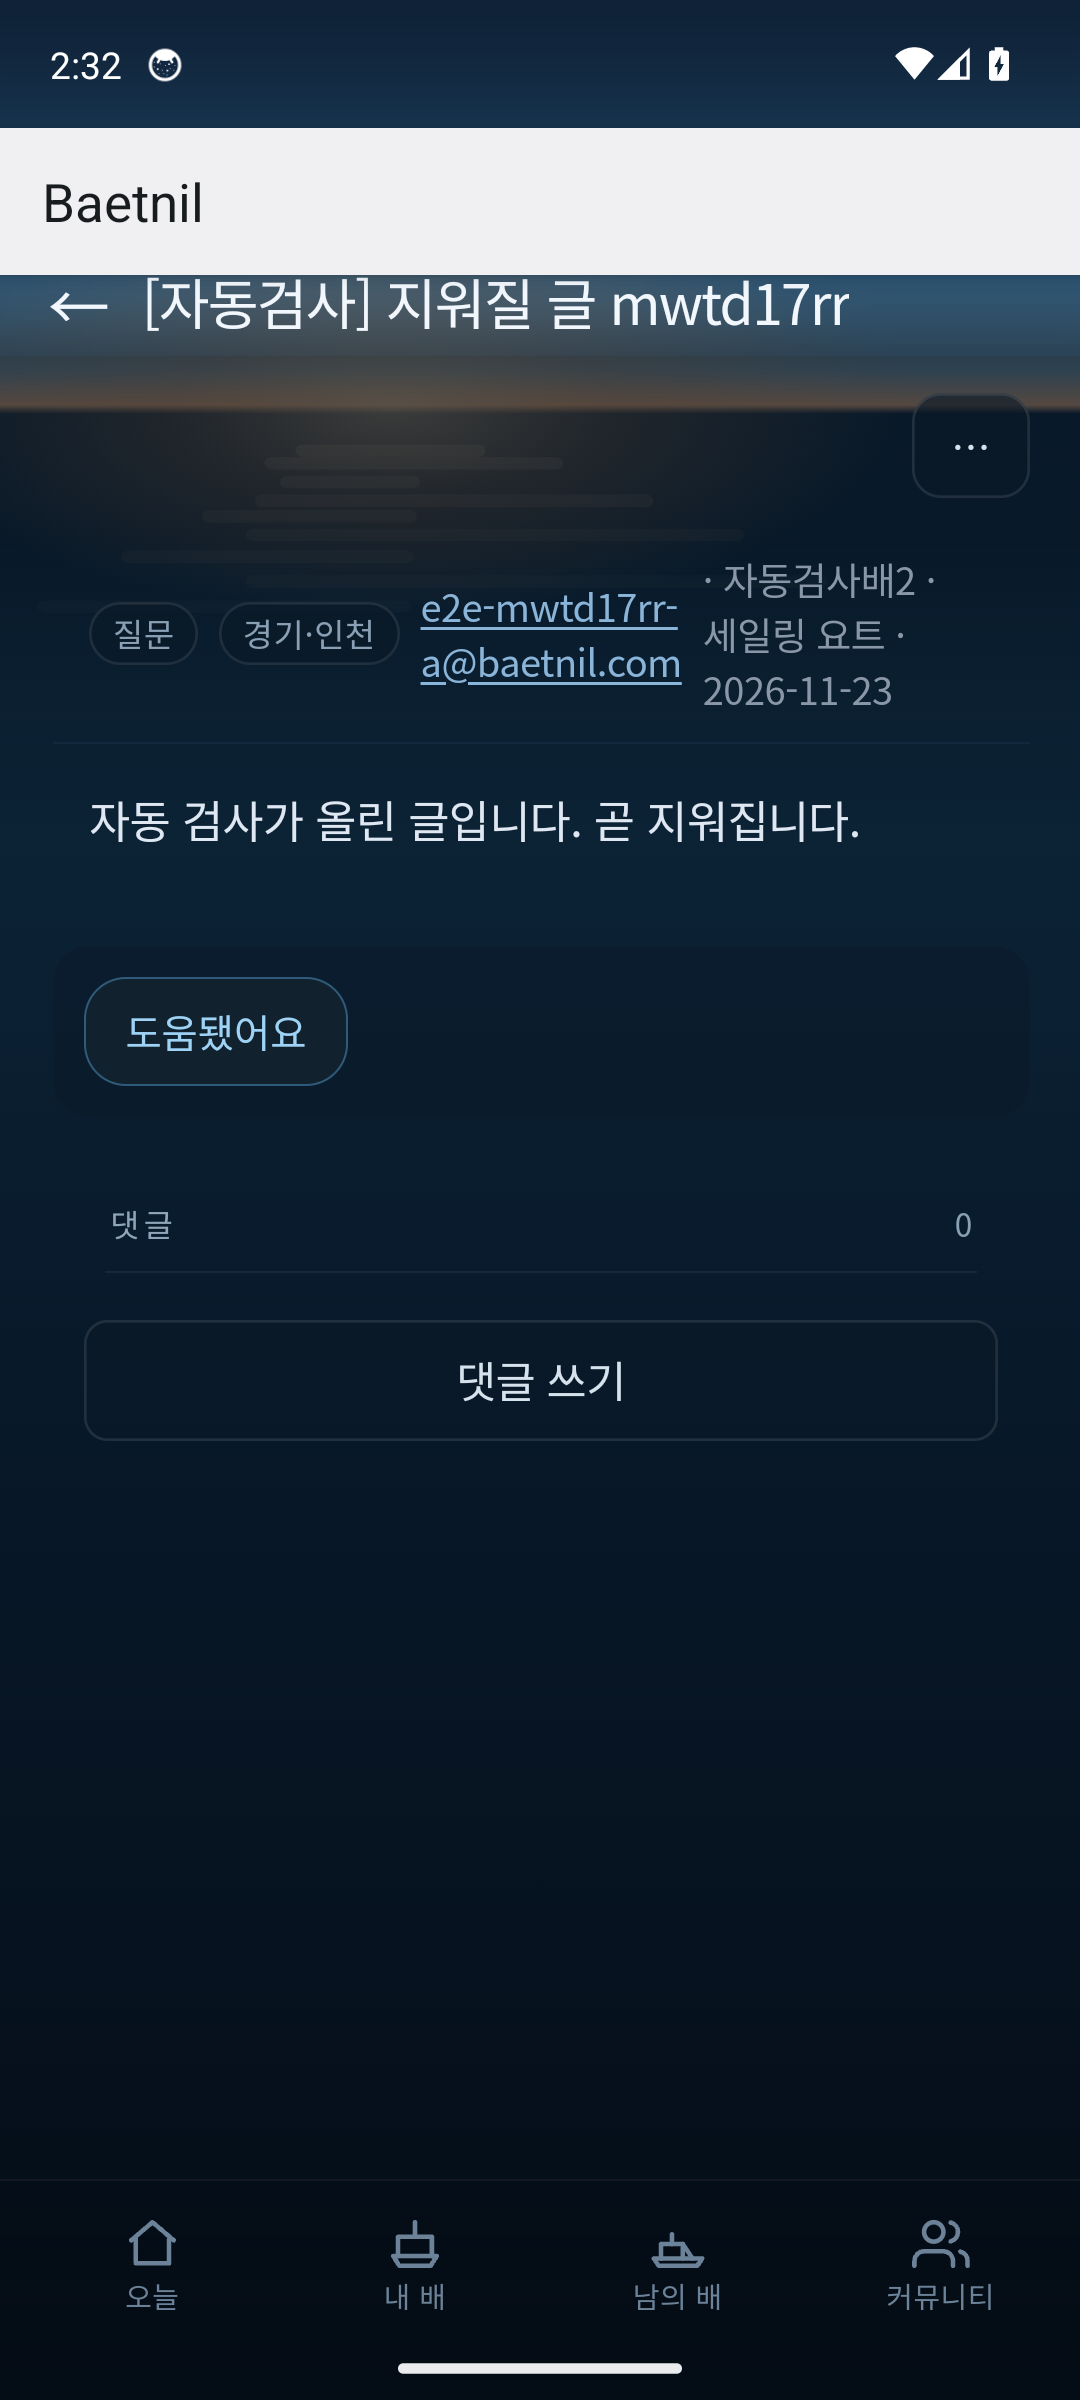 2:32
Baetnil
← [자동검사] 지워질 글 mwtd17rr
···
질문
경기·인천
e2e-mwtd17rr-
a@baetnil.com
· 자동검사배2 ·
세일링 요트 ·
2026-11-23
자동 검사가 올린 글입니다. 곧 지워집니다.
도움됐어요
댓글 0
댓글 쓰기
오늘
내 배
남의 배
커뮤니티